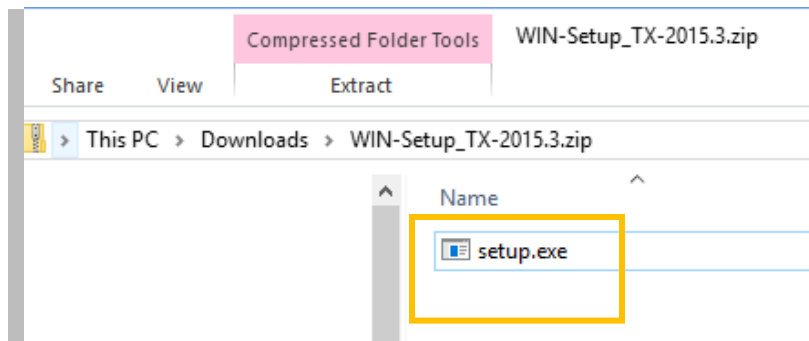 Compressed Folder Tools WIN-Setup_TX-2015.3.zip
Share View Extract
> This PC > Downloads > WIN-Setup_TX-2015.3.zip
Name
setup.exe